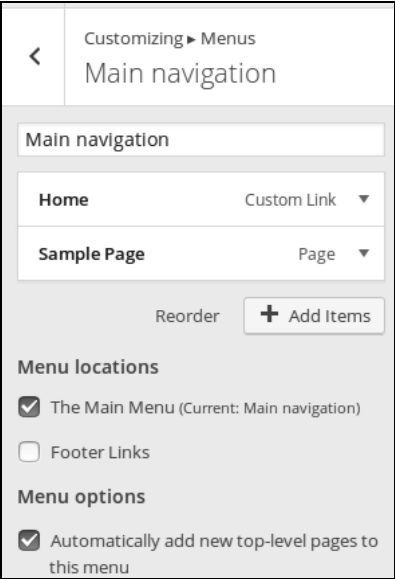 Customizing ▸ Menus
Main navigation
Main navigation
Home Custom Link ▼
Sample Page Page ▼
Reorder + Add Items
Menu locations
The Main Menu (Current: Main navigation)
Footer Links
Menu options
Automatically add new top-level pages to
this menu